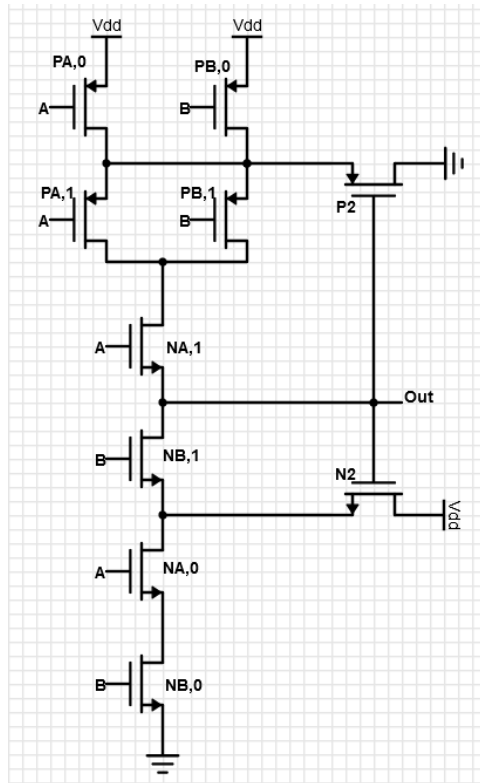 Vdd
Vdd
PA,0
PB,0
A
B
PA,1
PB,1
A
B
P2
A
NA,1
Out
B
NB,1
N2
Vdd
A
NA,0
B
NB,0